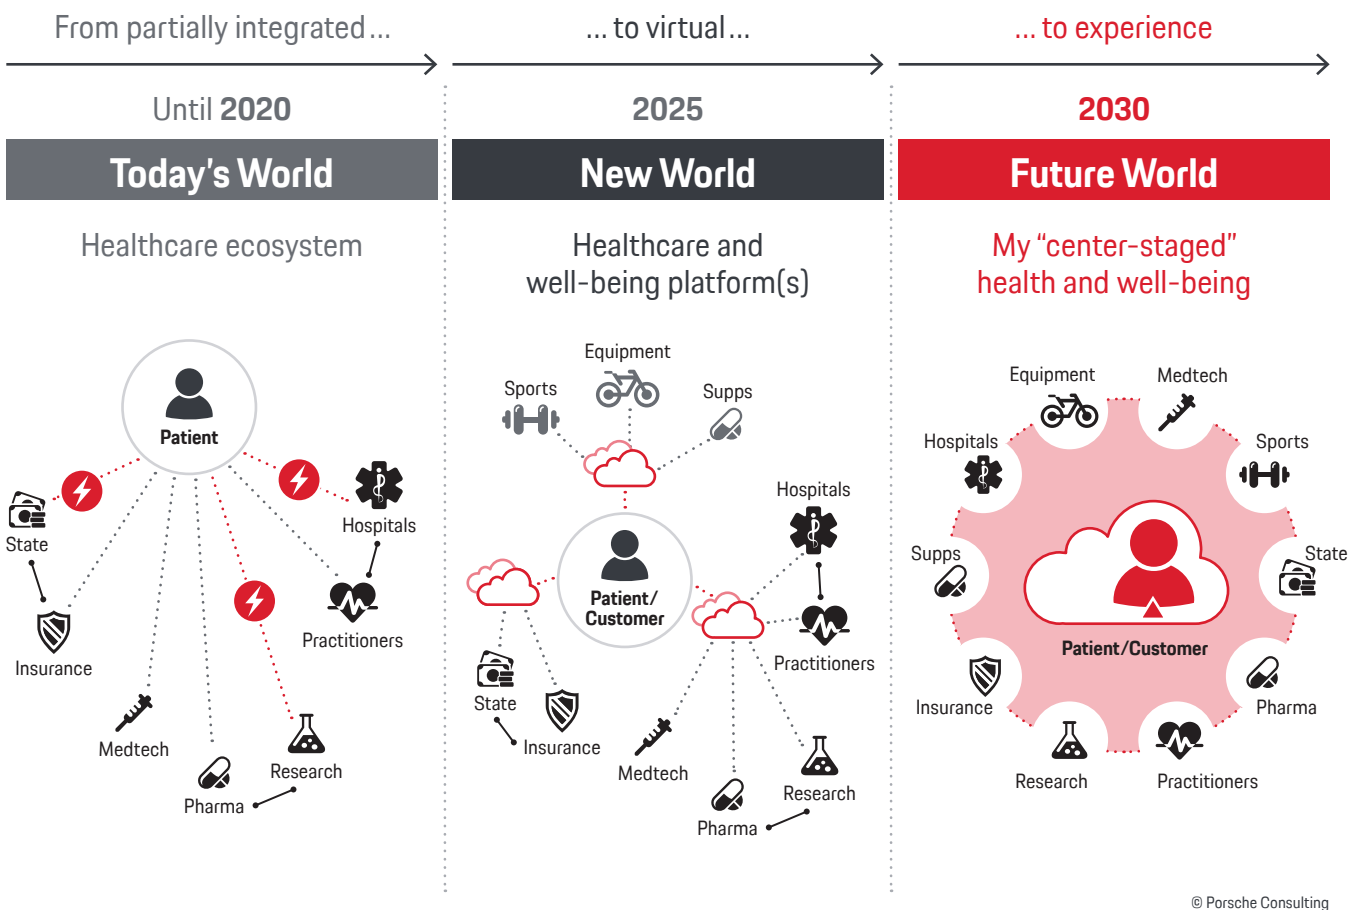 From partially integrated ...
... to virtual ...
... to experience
Until 2020
2025
2030
Today's World
New World
Future World
Healthcare ecosystem
Healthcare and
well-being platform(s)
My “center-staged”
health and well-being
Patient
State
Hospitals
Insurance
Practitioners
Medtech
Research
Pharma
Equipment
Sports
Supps
Hospitals
Patient/
Customer
Practitioners
State
Insurance
Medtech
Research
Pharma
Equipment
Medtech
Hospitals
Sports
Supps
State
Patient/Customer
Insurance
Pharma
Research
Practitioners
© Porsche Consulting